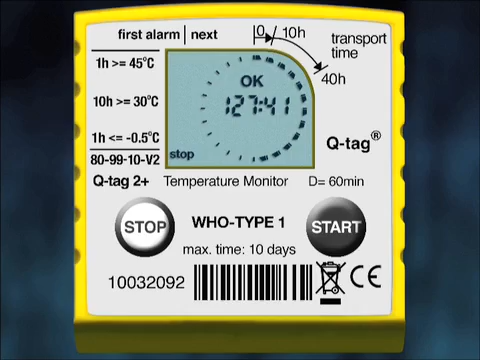 first alarm | next
0 10h
transport
time
40h
1h >= 45°C
10h >= 30°C
1h <= -0.5°C
80-99-10-V2
OK
127:41
stop
Q-tag®
Q-tag 2+ Temperature Monitor D= 60min
STOP
WHO-TYPE 1
START
max. time: 10 days
10032092
CE